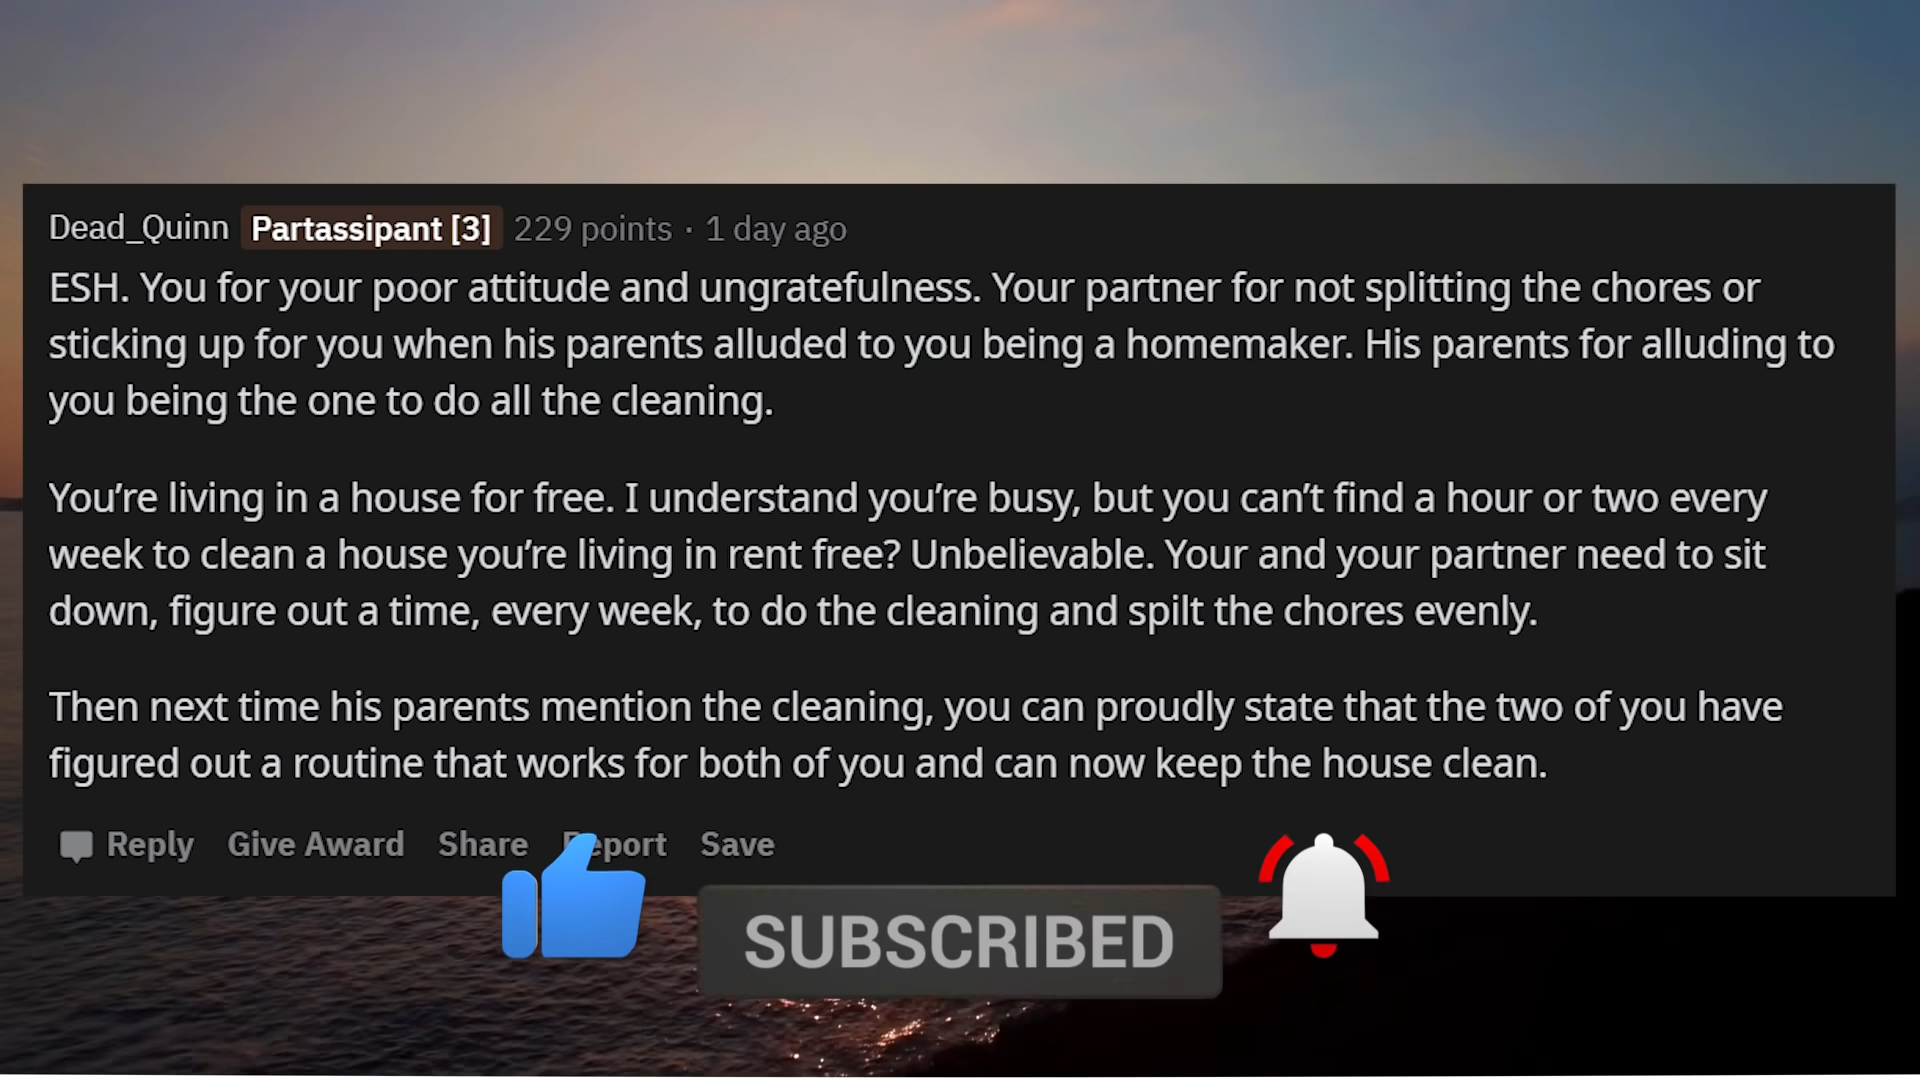 Dead_Quinn Partassipant [3] 229 points · 1 day ago
ESH. You for your poor attitude and ungratefulness. Your partner for not splitting the chores or
sticking up for you when his parents alluded to you being a homemaker. His parents for alluding to
you being the one to do all the cleaning.
You’re living in a house for free. I understand you’re busy, but you can’t find a hour or two every
week to clean a house you’re living in rent free? Unbelievable. Your and your partner need to sit
down, figure out a time, every week, to do the cleaning and spilt the chores evenly.
Then next time his parents mention the cleaning, you can proudly state that the two of you have
figured out a routine that works for both of you and can now keep the house clean.
Reply Give Award Share Report Save
SUBSCRIBED